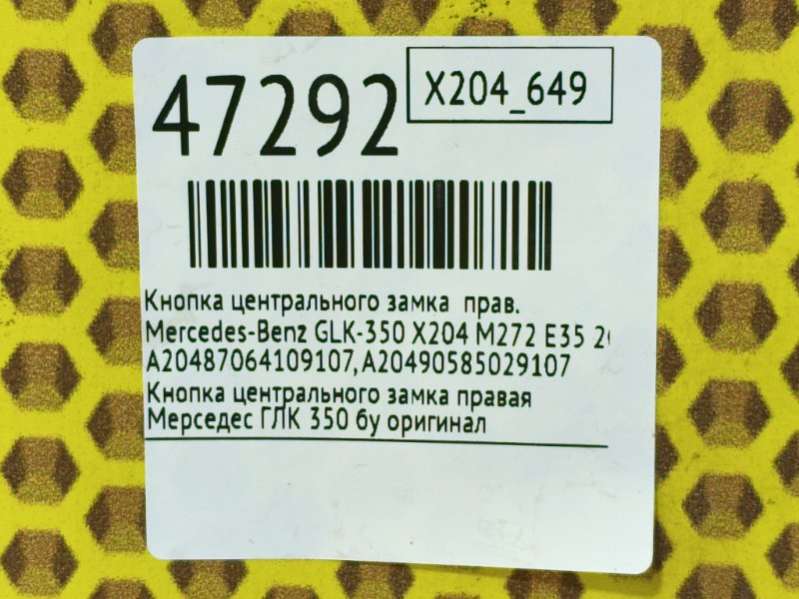 47292
X204_649
Кнопка центрального замка прав.
Mercedes-Benz GLK-350 X204 M272 E35
A20487064109107,A20490585029107
Кнопка центрального замка правая
Мерседес ГЛК 350 бу оригинал